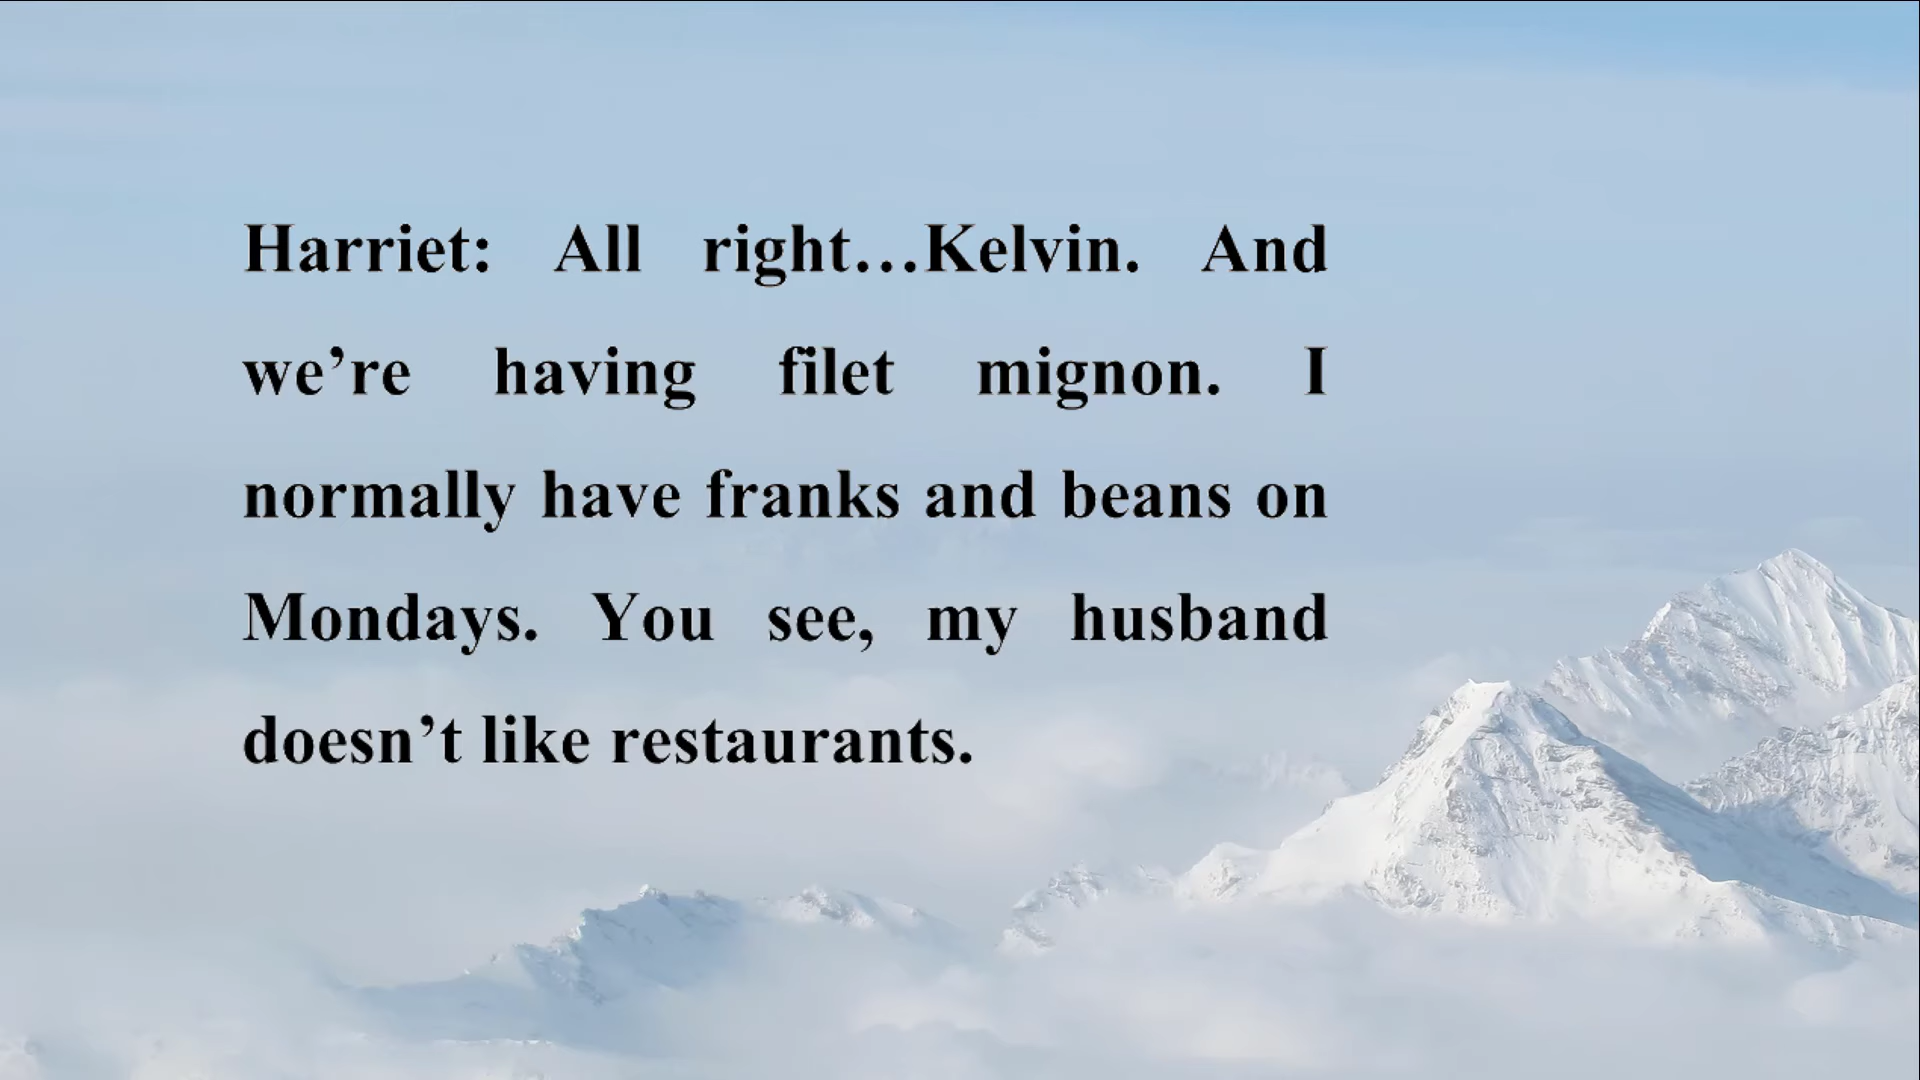 Harriet: All right…Kelvin. And
we’re having filet mignon. I
normally have franks and beans on
Mondays. You see, my husband
doesn’t like restaurants.